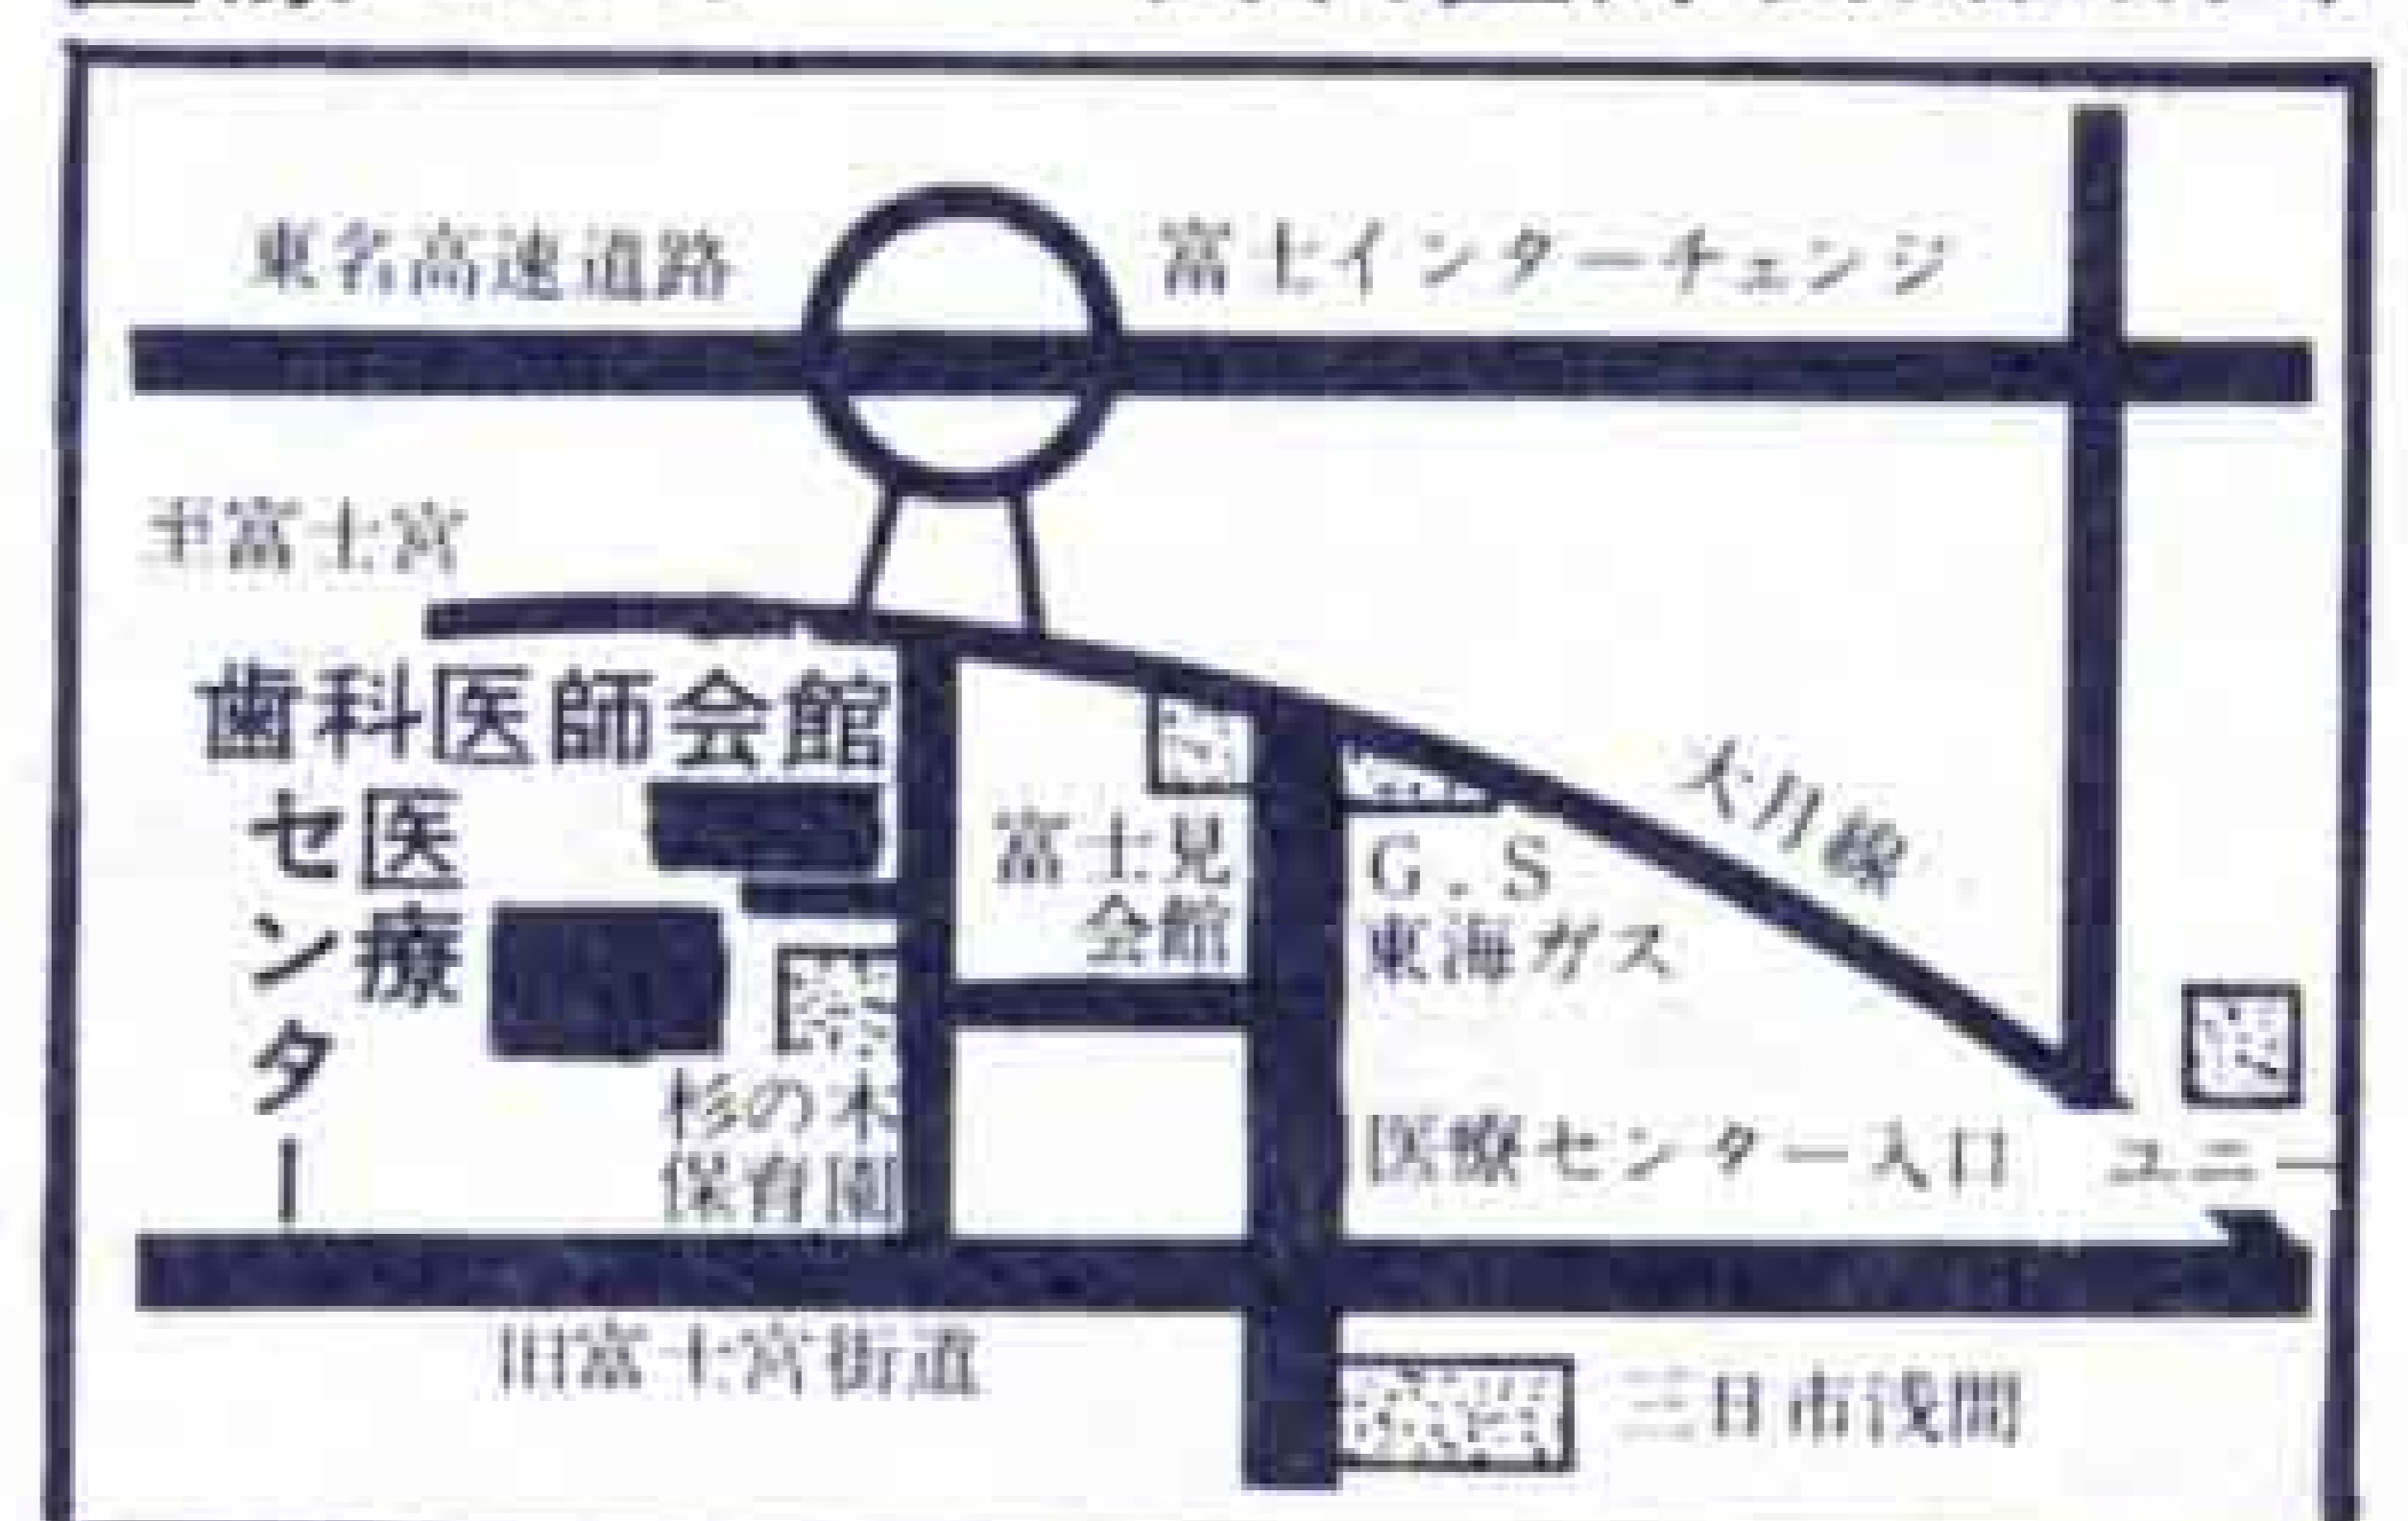 東名高速道路
富士インターチェンジ
至富士宮
歯科医師会館
医療
センター
富士見
会館
大月線
G.S
東海ガス
杉の木
保育園
医療センター入口
ユニー
旧富士宮街道
三日市浅間